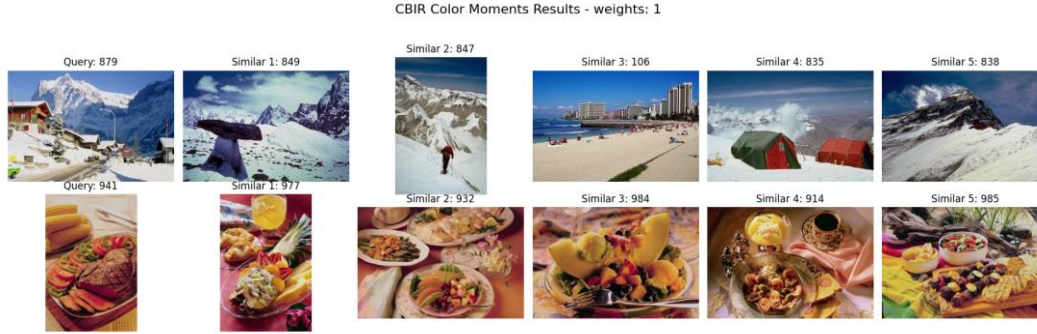 CBIR Color Moments Results - weights: 1
Query: 879
Similar 1: 849
Similar 2: 847
Similar 3: 106
Similar 4: 835
Similar 5: 838
Query: 941
Similar 1: 977
Similar 2: 932
Similar 3: 984
Similar 4: 914
Similar 5: 985